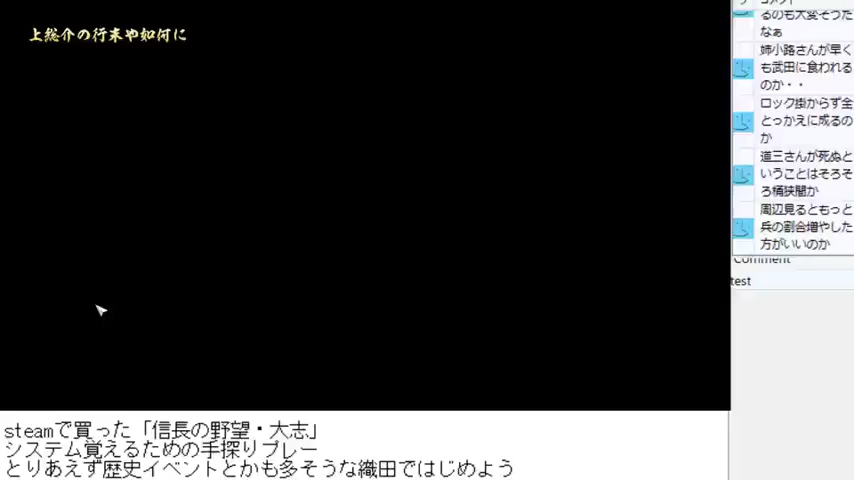 上総介の行末や如何に
るのも大変そうだ
なぁ
姉小路さんが早く
も武田に食われる
のか・・
ロック掛からず全
とっかえに成るの
か
道三さんが死ぬと
いうことはそろそ
ろ桶狭間か
周辺見るともっと
兵の割合増やした
方がいいのか
Comment
test
steamで買った「信長の野望・大志」
システム覚えるための手探りプレー
とりあえず歴史イベントとかも多そうな織田ではじめよう